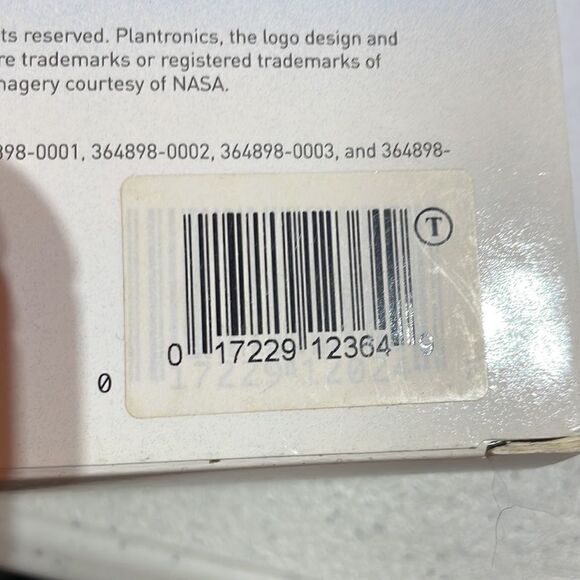 ts reserved. Plantronics, the logo design and
re trademarks or registered trademarks of
nagery courtesy of NASA.
898-0001, 364898-0002, 364898-0003, and 364898-
T
0 17229 12364 9
0